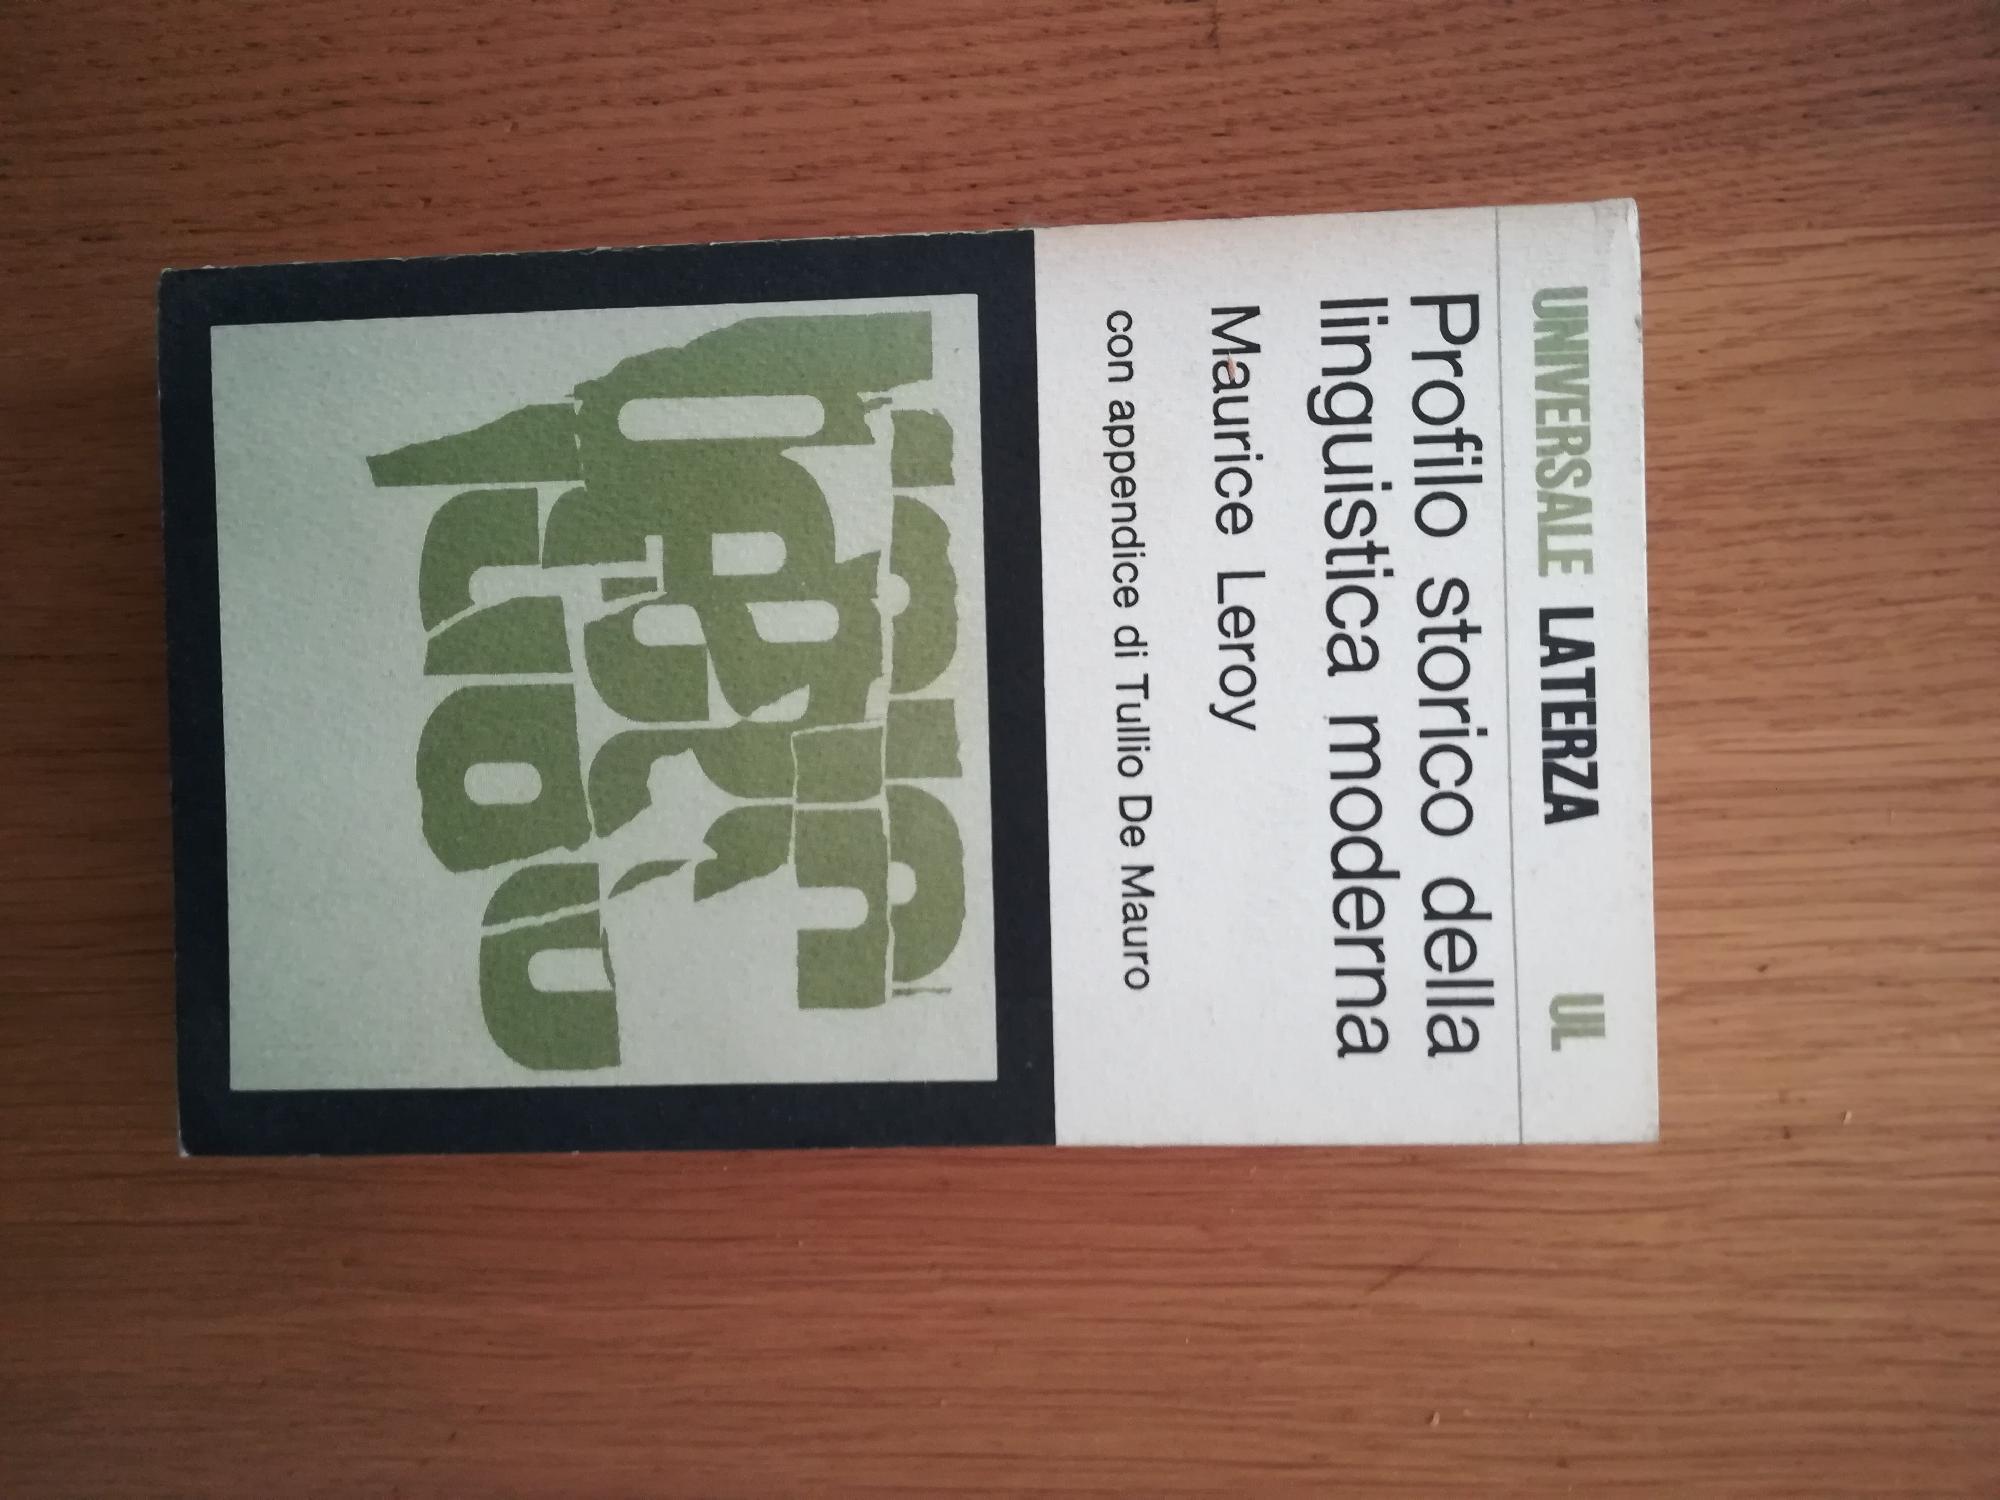 UNIVERSALE LATERZA UL
Profilo storico della
linguistica moderna
Maurice Leroy
con appendice di Tullio De Mauro